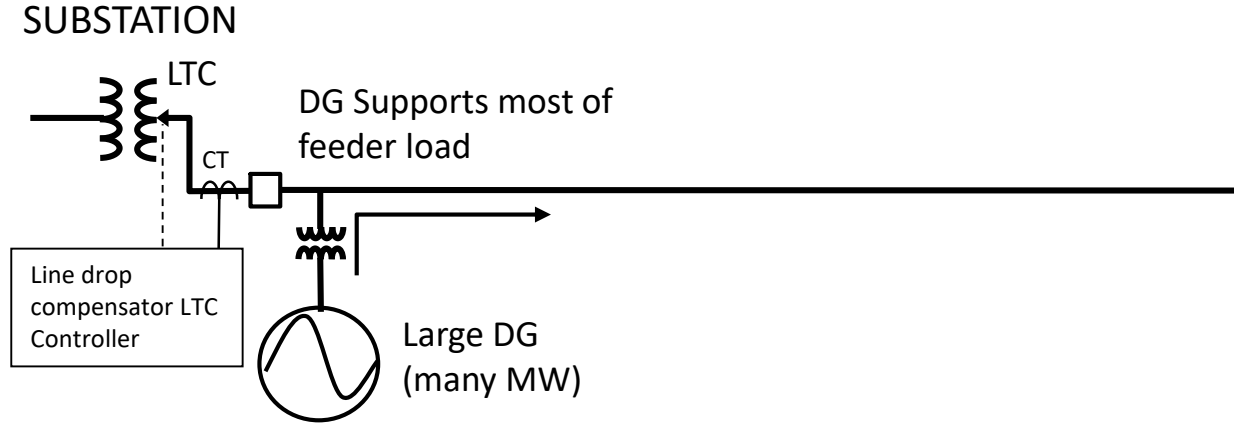 SUBSTATION
LTC
DG Supports most of
feeder load
CT
Line drop
compensator LTC
Controller
Large DG
(many MW)